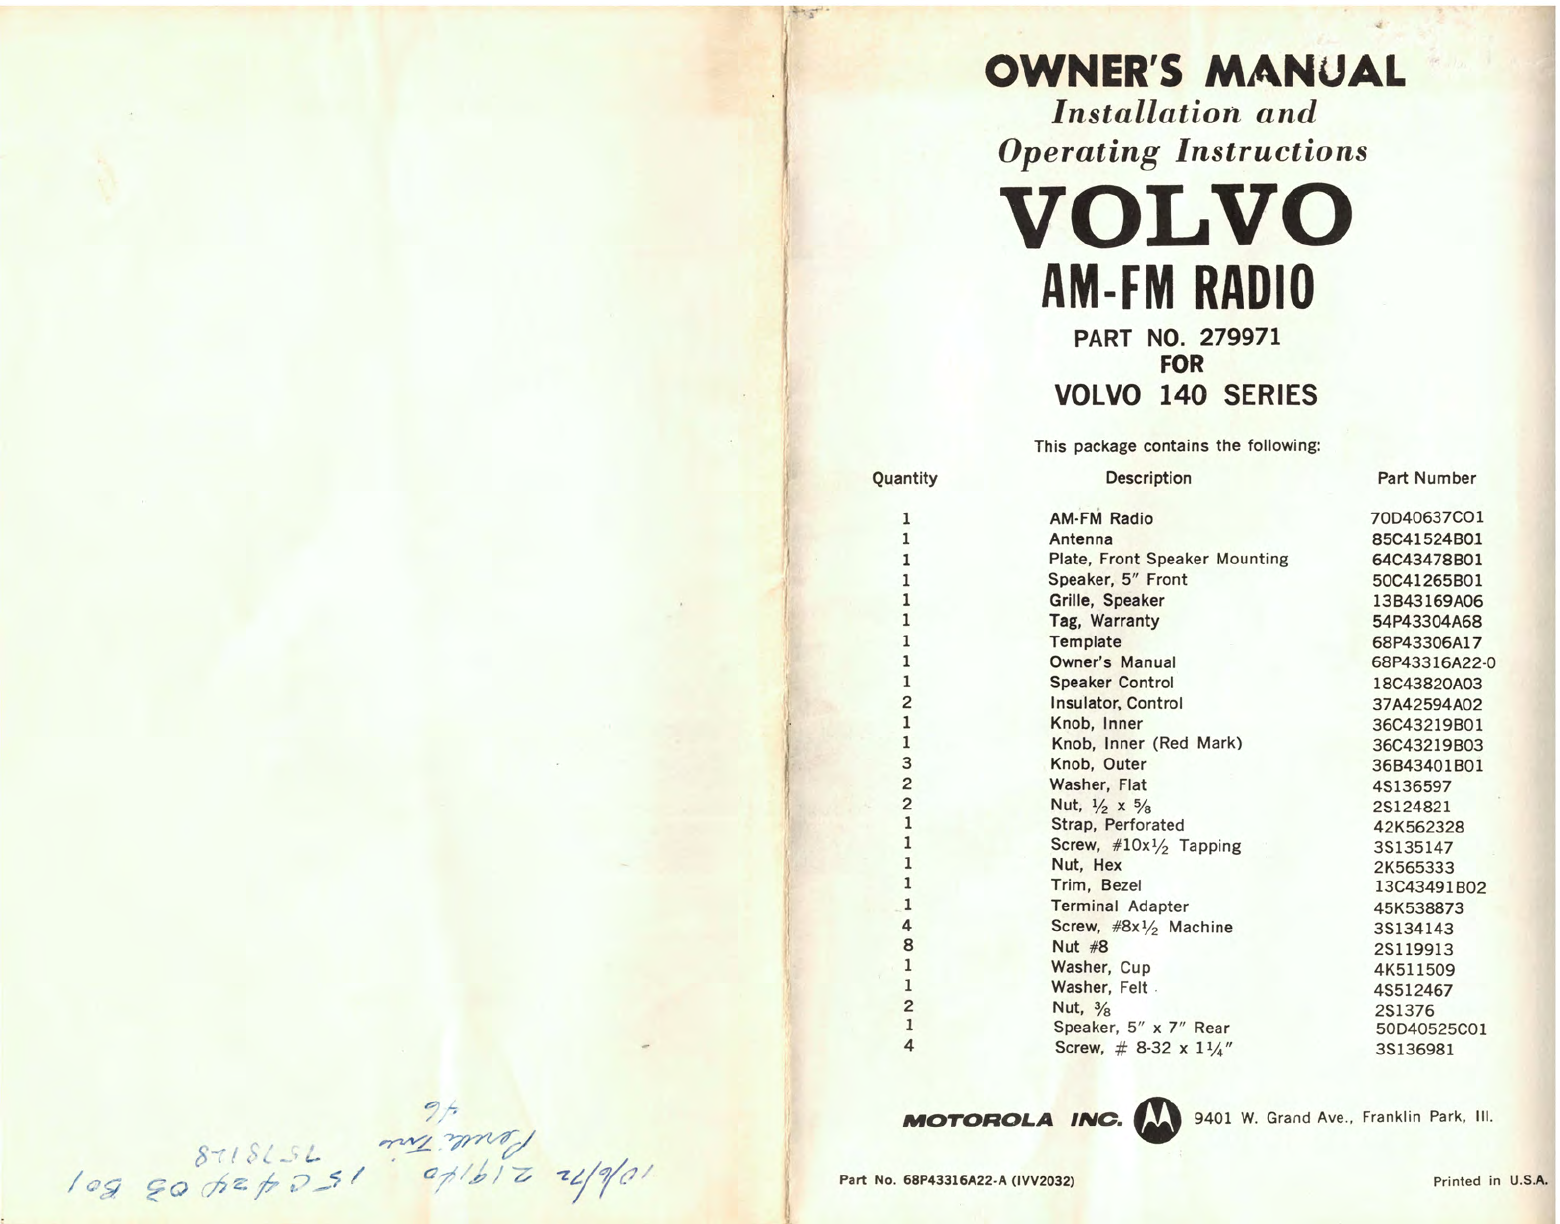 OWNER'S MANUAL
Installation and
Operating Instructions
VOLVO
AM-FM RADIO
PART NO. 279971
FOR
VOLVO 140 SERIES
This package contains the following:
Quantity Description Part Number
1 AM-FM Radio 70D40637C01
1 Antenna 85C41524B01
1 Plate, Front Speaker Mounting 64C43478B01
1 Speaker, 5" Front 50C41265B01
1 Grille, Speaker 13B43169A06
1 Tag, Warranty 54P43304A68
1 Template 68P43306A17
1 Owner's Manual 68P43316A22-0
1 Speaker Control 18C43820A03
2 Insulator, Control 37A42594A02
1 Knob, Inner 36C43219B01
1 Knob, Inner (Red Mark) 36C43219B03
3 Knob, Outer 36B43401B01
2 Washer, Flat 4S136597
2 Nut, ½ x ⅝ 2S124821
1 Strap, Perforated 42K562328
1 Screw, #10x½ Tapping 3S135147
1 Nut, Hex 2K565333
1 Trim, Bezel 13C43491B02
1 Terminal Adapter 45K538873
4 Screw, #8x½ Machine 3S134143
8 Nut #8 2S119913
1 Washer, Cup 4K511509
1 Washer, Felt 4S512467
2 Nut, ⅜ 2S1376
1 Speaker, 5" x 7" Rear 50D40525C01
4 Screw, # 8-32 x 1¼" 3S136981
MOTOROLA INC. M 9401 W. Grand Ave., Franklin Park, Ill.
Part No. 68P43316A22-A (IVV2032) Printed in U.S.A.
10/6/72 219140 15C42403 B01